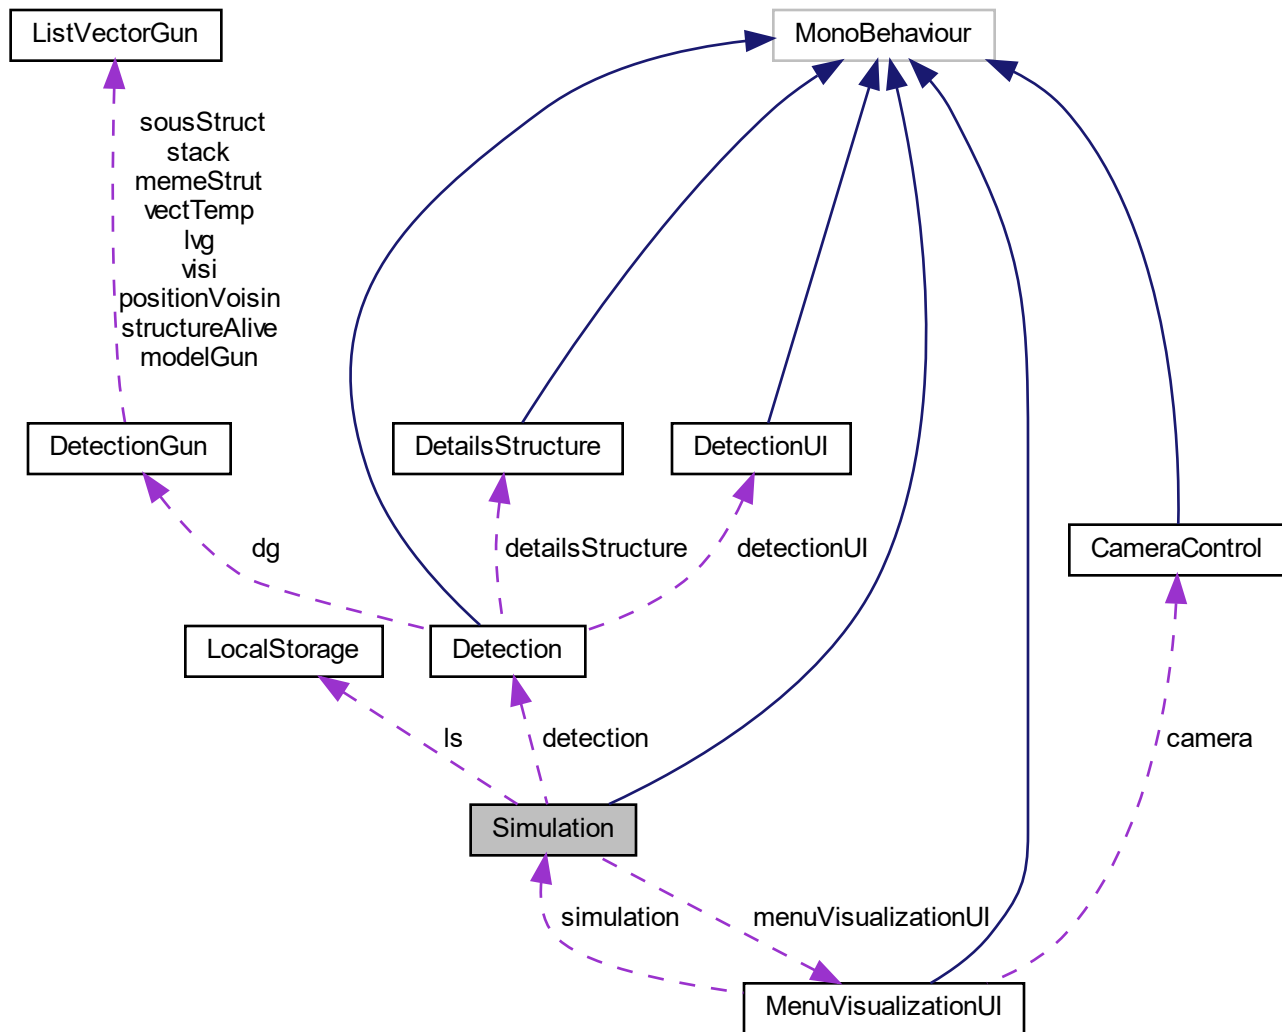 ListVectorGun
MonoBehaviour
sousStruct
stack
memeStrut
vectTemp
lvg
visi
positionVoisin
structureAlive
modelGun
DetectionGun
DetailsStructure
DetectionUI
CameraControl
dg
detailsStructure
detectionUI
LocalStorage
Detection
ls
detection
camera
Simulation
simulation
menuVisualizationUI
MenuVisualizationUI